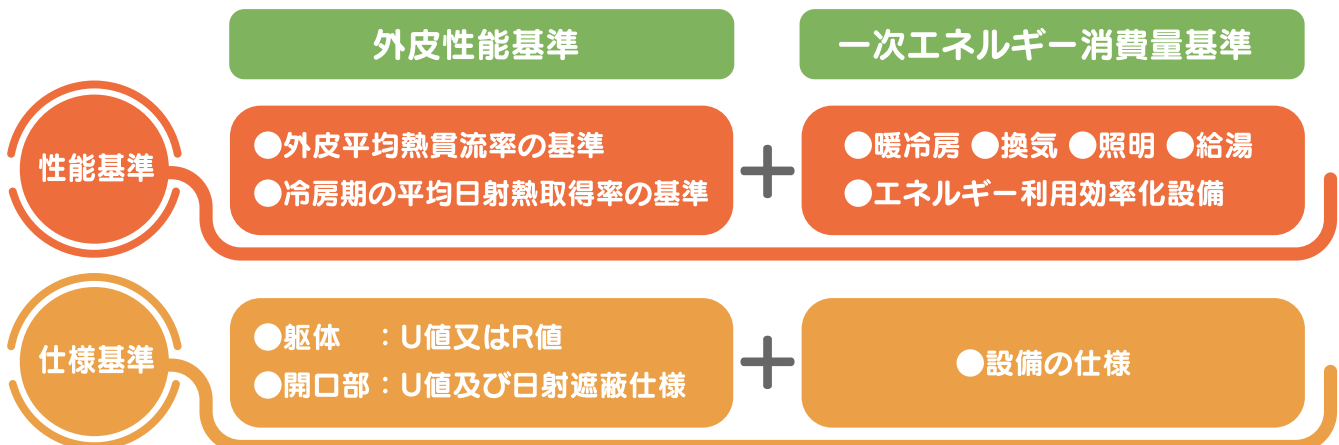 外皮性能基準
一次エネルギー消費量基準
性能基準
●外皮平均熱貫流率の基準
●冷房期の平均日射熱取得率の基準
+
●暖冷房 ●換気 ●照明 ●給湯
●エネルギー利用効率化設備
仕様基準
●躯体　：U値又はR値
●開口部：U値及び日射遮蔽仕様
+
●設備の仕様